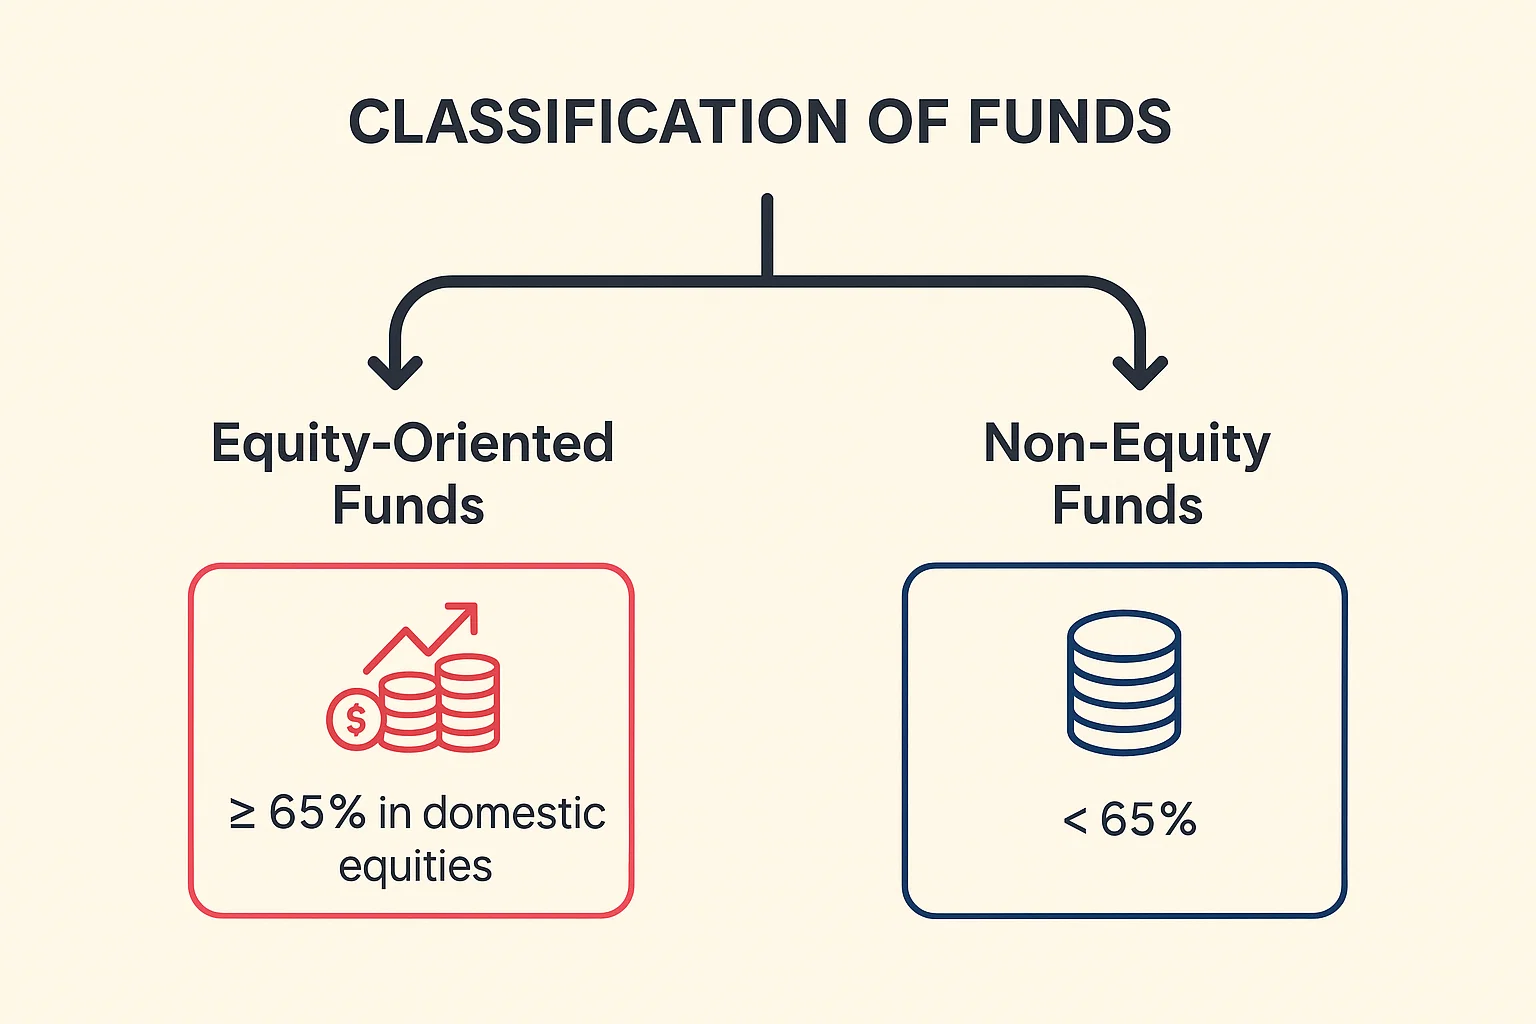 CLASSIFICATION OF FUNDS
Equity-Oriented
Funds
$
≥ 65% in domestic
equities
Non-Equity
Funds
< 65%